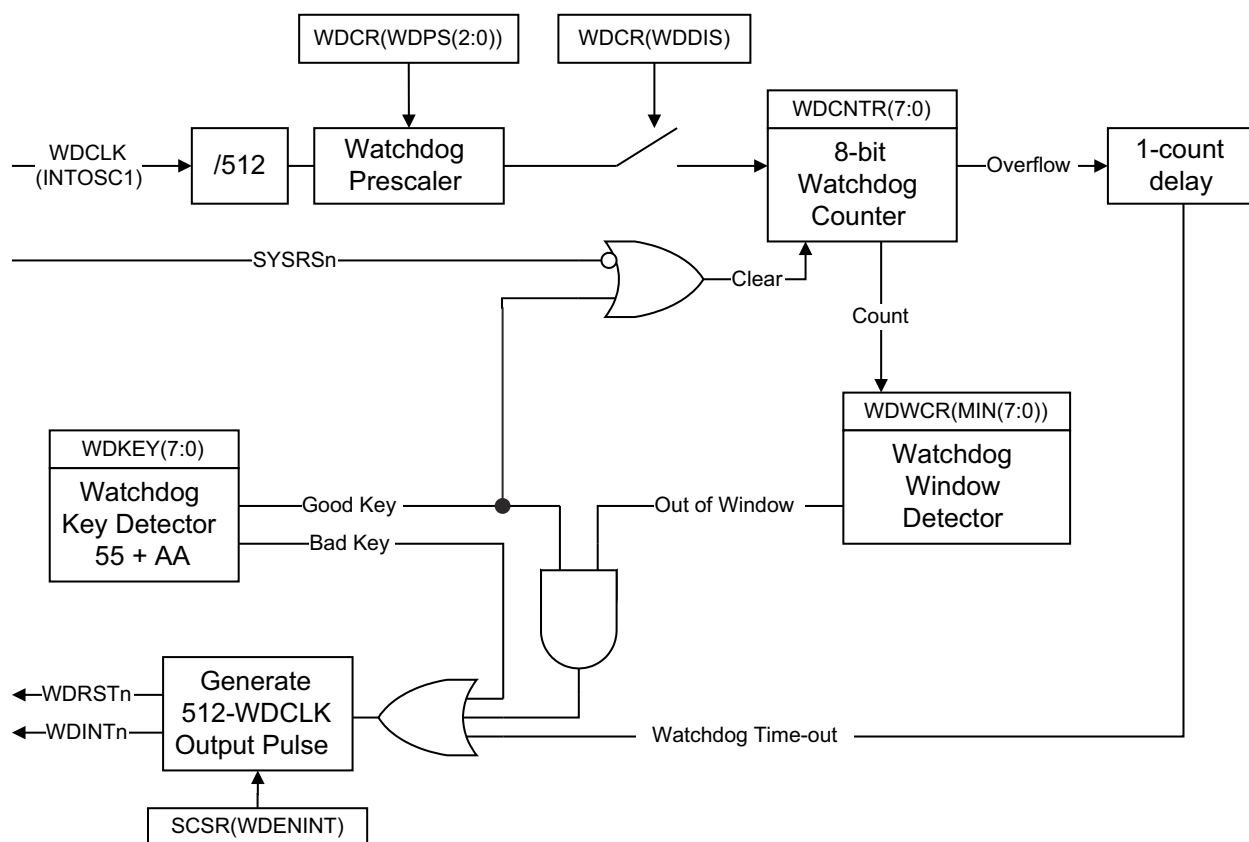 WDCR(WDPS(2:0))
WDCR(WDDIS)
WDCNTR(7:0)
WDCLK
(INTOSC1)
/512
Watchdog
Prescaler
8-bit
Watchdog
Counter
Overflow
1-count
delay
SYSRSn
Clear
Count
WDWCR(MIN(7:0))
Watchdog
Window
Detector
WDKEY(7:0)
Watchdog
Key Detector
55 + AA
Good Key
Bad Key
Out of Window
WDRSTn
WDINTn
Generate
512-WDCLK
Output Pulse
Watchdog Time-out
SCSR(WDENINT)